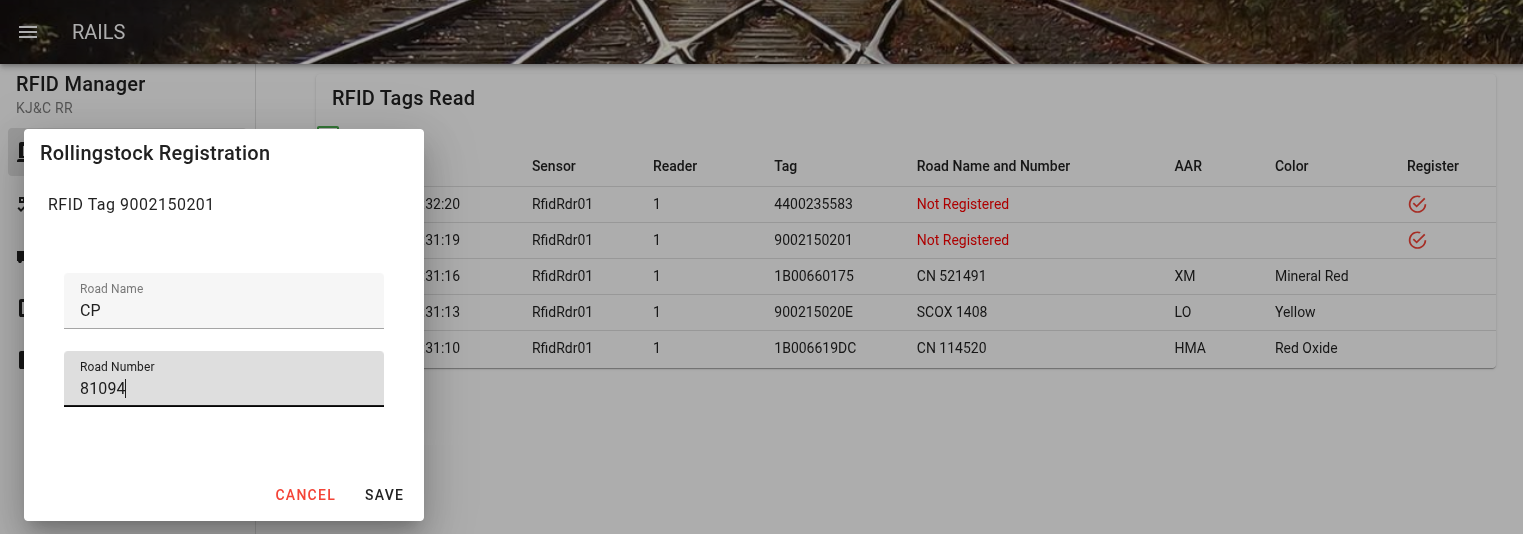 RAILS
RFID Manager
KJ&C RR
RFID Tags Read
Sensor Reader Tag Road Name and Number AAR Color Register
32:20 RfidRdr01 1 4400235583 Not Registered
31:19 RfidRdr01 1 9002150201 Not Registered
31:16 RfidRdr01 1 1B00660175 CN 521491 XM Mineral Red
31:13 RfidRdr01 1 900215020E SCOX 1408 LO Yellow
31:10 RfidRdr01 1 1B006619DC CN 114520 HMA Red Oxide
Rollingstock Registration
RFID Tag 9002150201
Road Name
CP
Road Number
81094
CANCEL SAVE